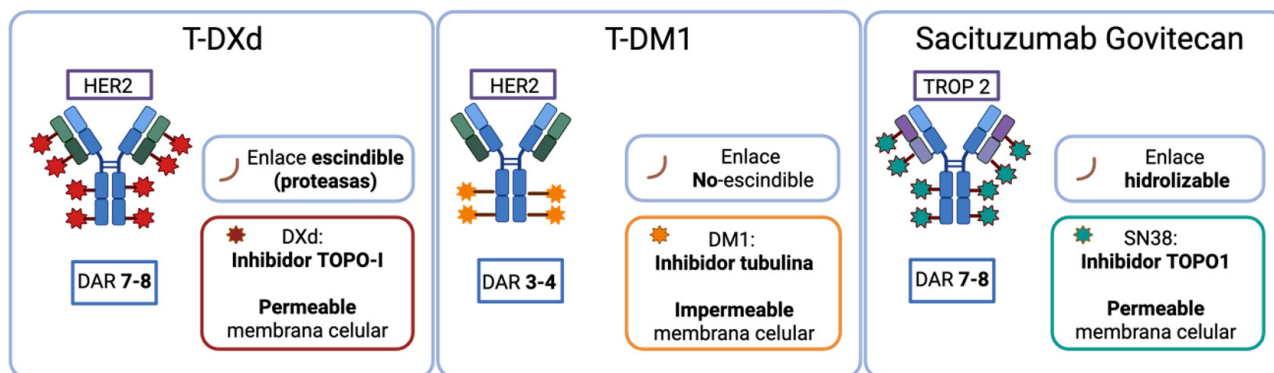 T-DXd
HER2
Enlace escindible
(proteasas)
DXd:
Inhibidor TOPO-I
Permeable
membrana celular
DAR 7-8
T-DM1
HER2
Enlace
No-escindible
DM1:
Inhibidor tubulina
Impermeable
membrana celular
DAR 3-4
Sacituzumab Govitecan
TROP 2
Enlace
hidrolizable
SN38:
Inhibidor TOPO1
Permeable
membrana celular
DAR 7-8